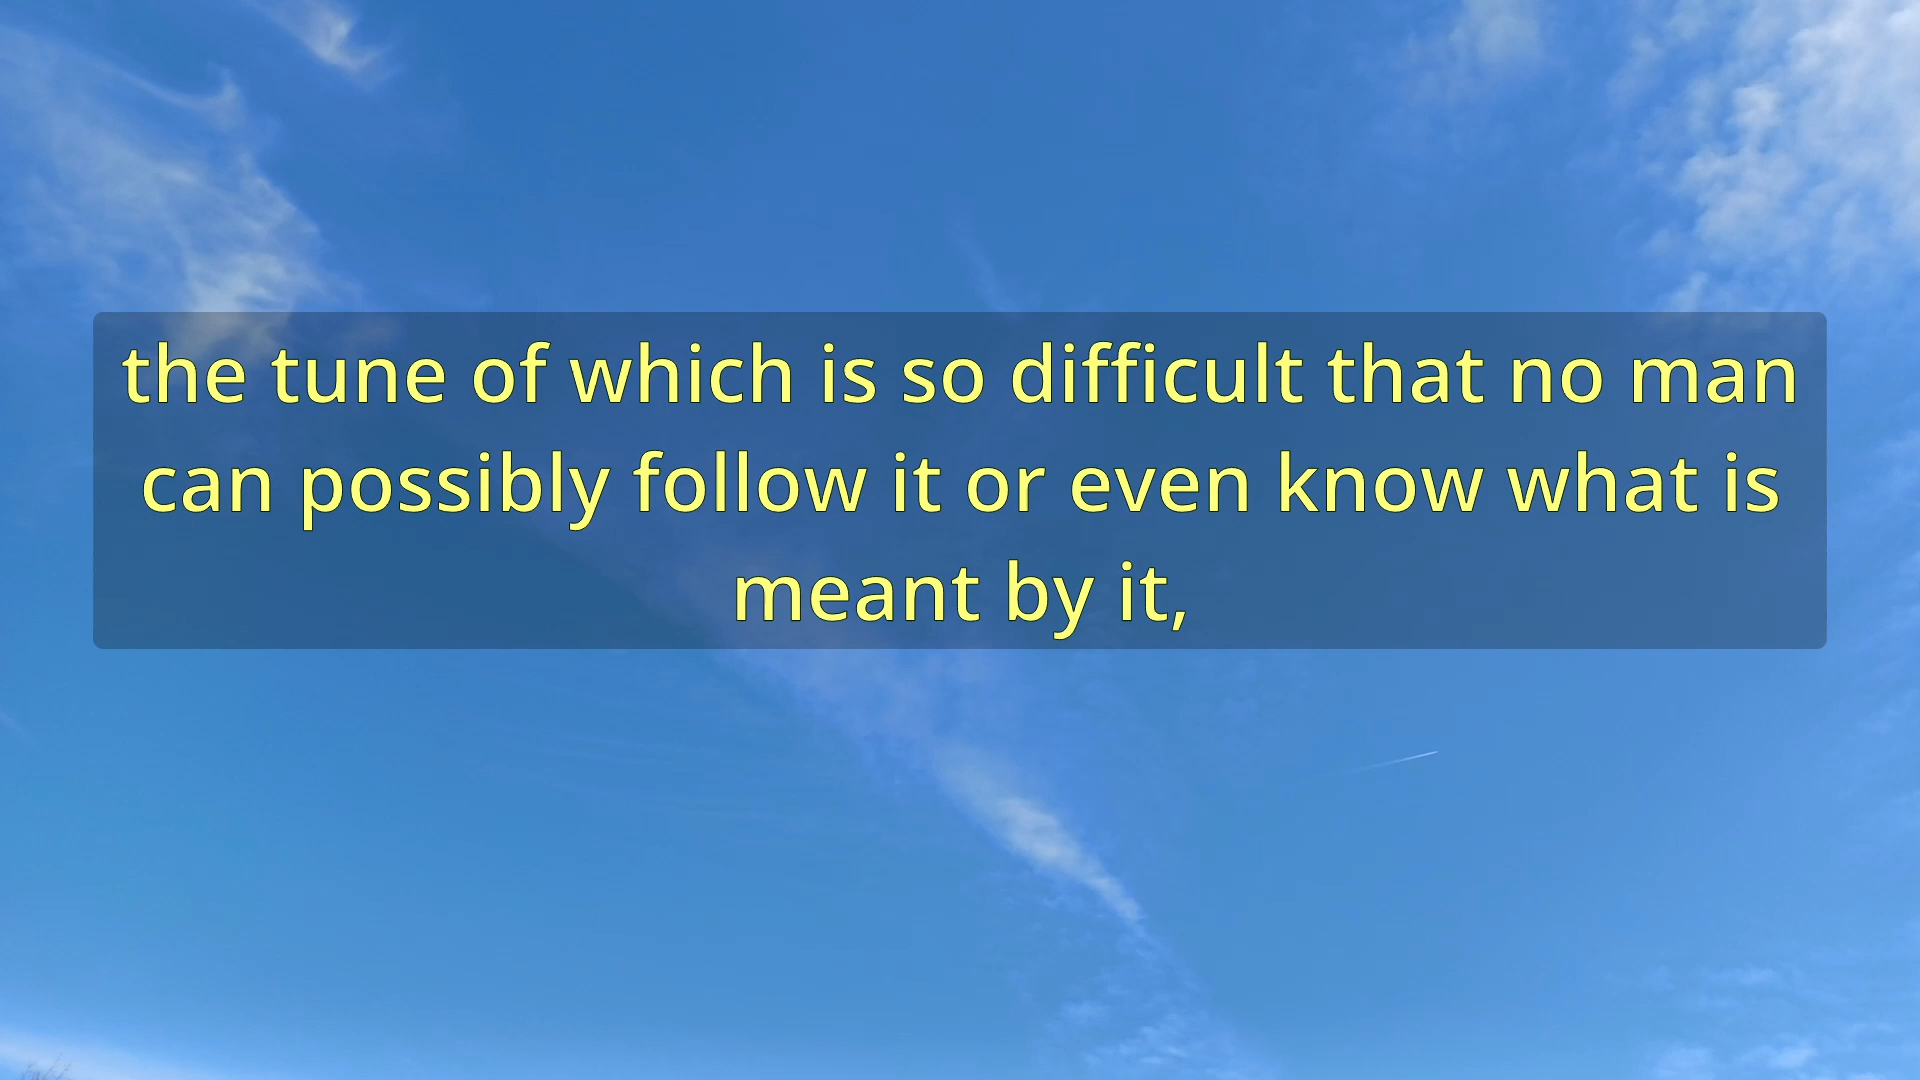 the tune of which is so difficult that no man
can possibly follow it or even know what is
meant by it,